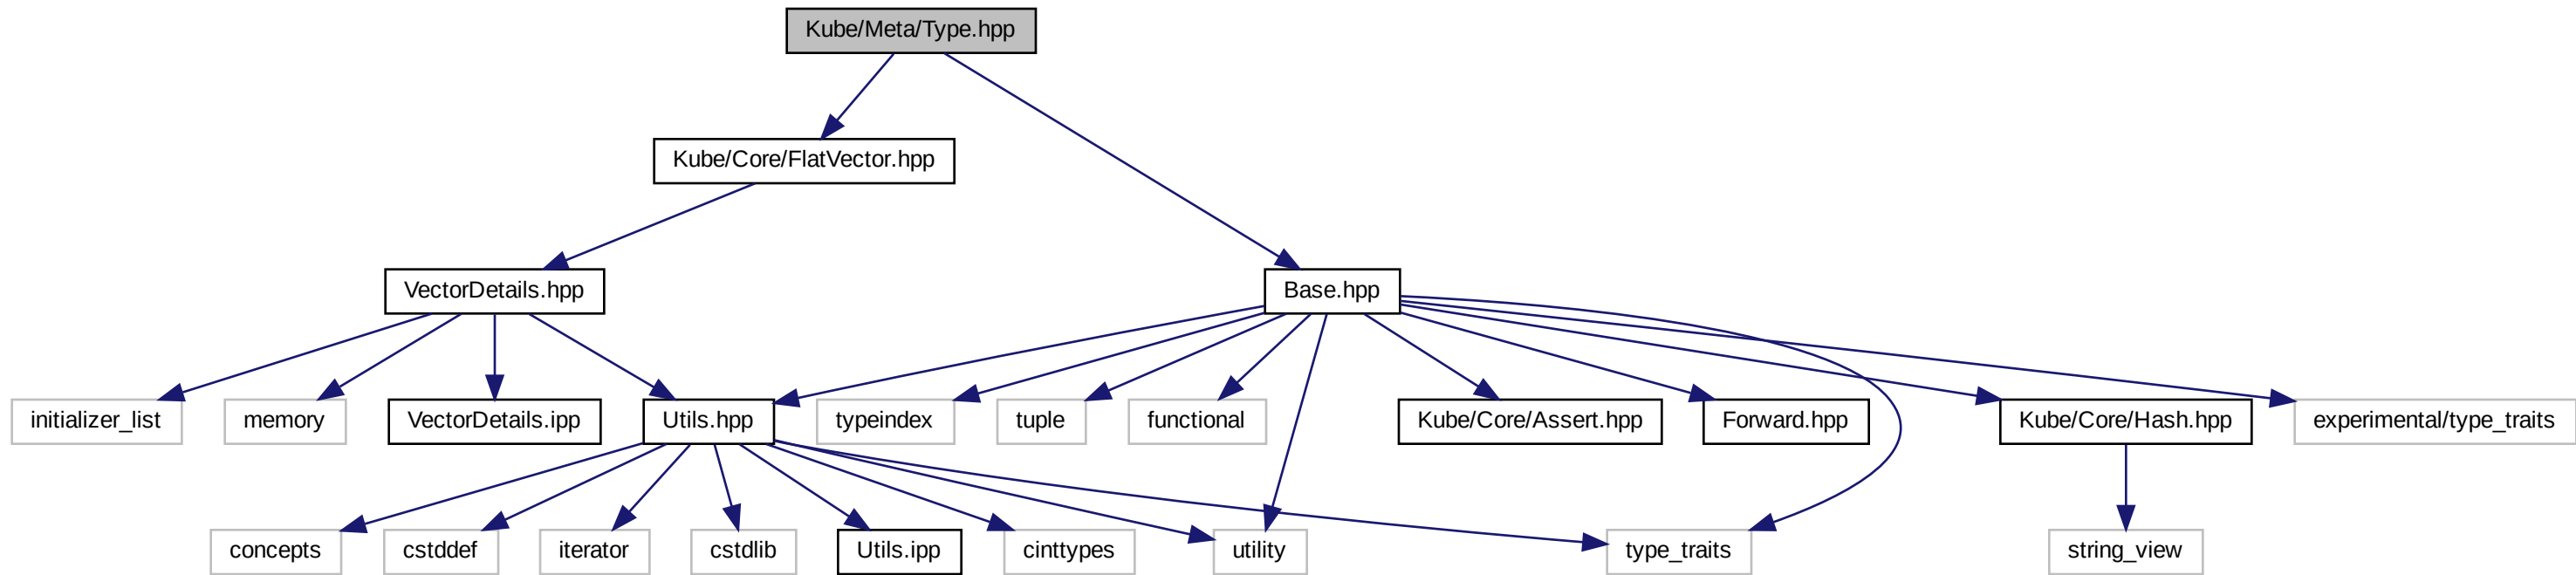 Kube/Meta/Type.hpp
Kube/Core/FlatVector.hpp
VectorDetails.hpp
Base.hpp
initializer_list
memory
VectorDetails.ipp
Utils.hpp
typeindex
tuple
functional
Kube/Core/Assert.hpp
Forward.hpp
Kube/Core/Hash.hpp
experimental/type_traits
concepts
cstddef
iterator
cstdlib
Utils.ipp
cinttypes
utility
type_traits
string_view